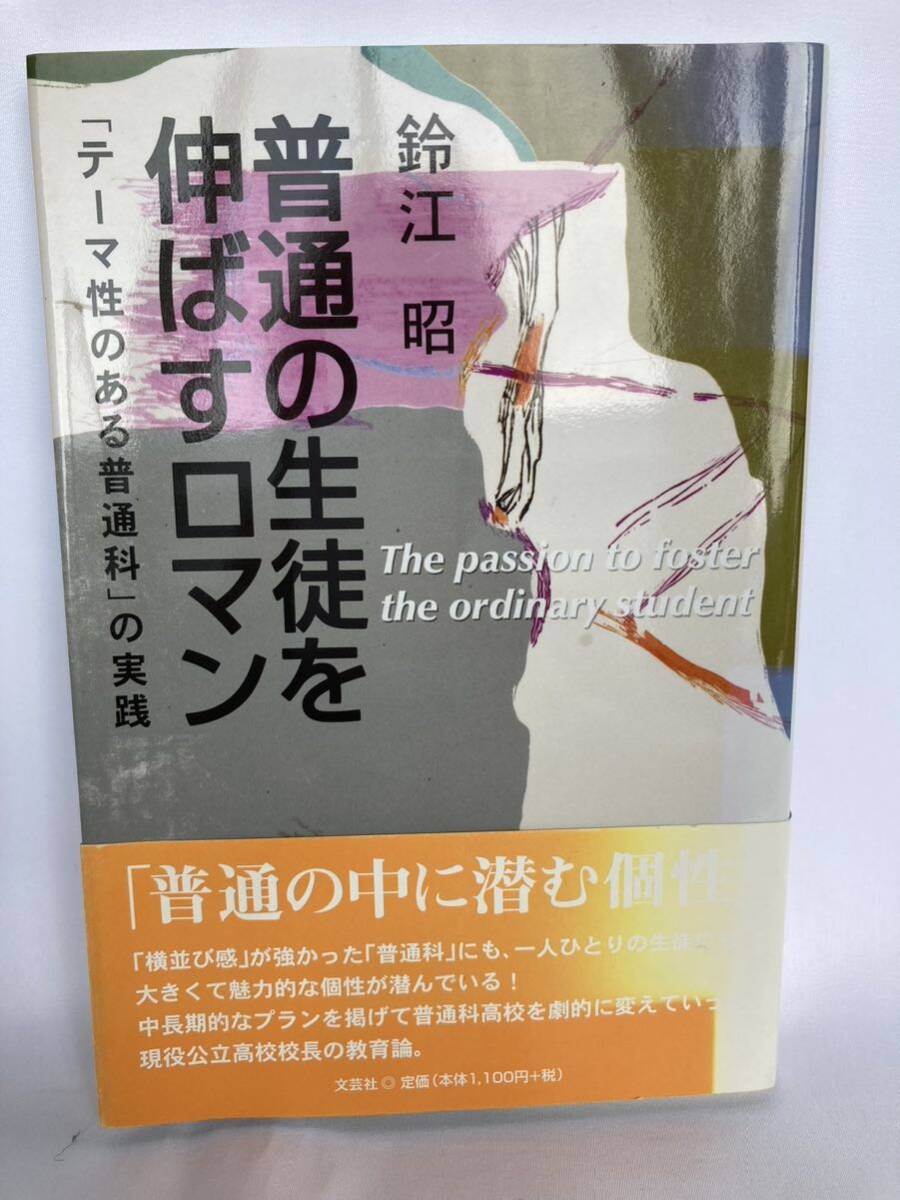 鈴江 昭
普通の生徒を
伸ばすロマン
「テーマ性のある普通科」の実践
The passion to foster
the ordinary student
「普通の中に潜む個性
「横並び感」が強かった「普通科」にも、一人ひとりの生徒
大きくて魅力的な個性が潜んでいる！
中長期的なプランを掲げて普通科高校を劇的に変えていっ
現役公立高校校長の教育論。
文芸社◎定価（本体1,100円+税）